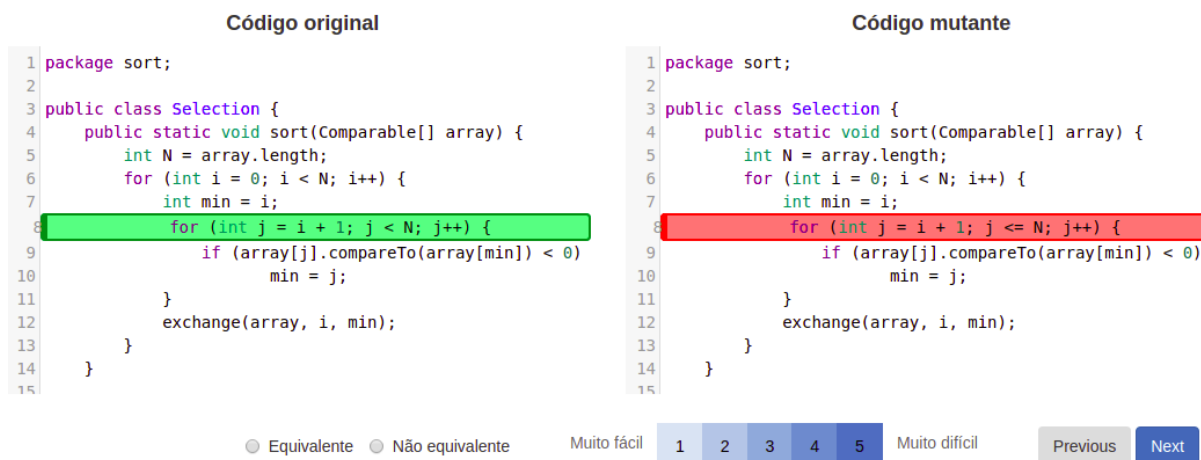 Código original
1 package sort;
2
3 public class Selection {
4 public static void sort(Comparable[] array) {
5 int N = array.length;
6 for (int i = 0; i < N; i++) {
7 int min = i;
8 for (int j = i + 1; j < N; j++) {
9 if (array[j].compareTo(array[min]) < 0)
10 min = j;
11 }
12 exchange(array, i, min);
13 }
14 }
15
Código mutante
1 package sort;
2
3 public class Selection {
4 public static void sort(Comparable[] array) {
5 int N = array.length;
6 for (int i = 0; i < N; i++) {
7 int min = i;
8 for (int j = i + 1; j <= N; j++) {
9 if (array[j].compareTo(array[min]) < 0)
10 min = j;
11 }
12 exchange(array, i, min);
13 }
14 }
15
Equivalente Não equivalente Muito fácil 1 2 3 4 5 Muito difícil Previous Next